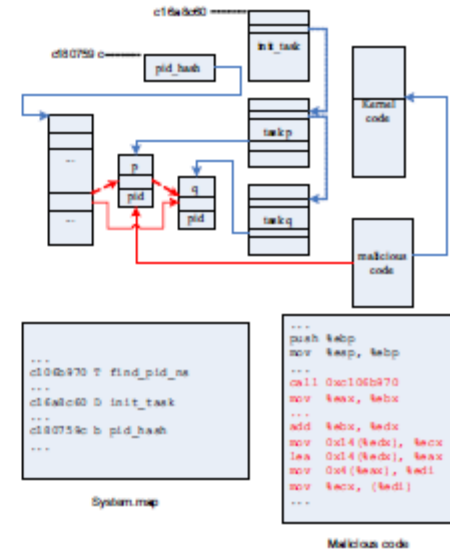 c16a8c60
init_task
c180759c
pid_hash
Kernel
code
task p
...
p
pid
q
pid
...
task q
malicious
code
...
c106b970 T find_pid_ns
...
c16a8c60 D init_task
...
c180759c b pid_hash
...
System.map
...
push %ebp
mov %esp, %ebp
...
call 0xc106b970
mov %eax, %ebx
...
add %ebx, %edx
mov 0x14(%edx), %ecx
lea 0x14(%edx), %eax
mov 0x4(%eax), %edi
mov %ecx, (%edi)
...
Malicious code